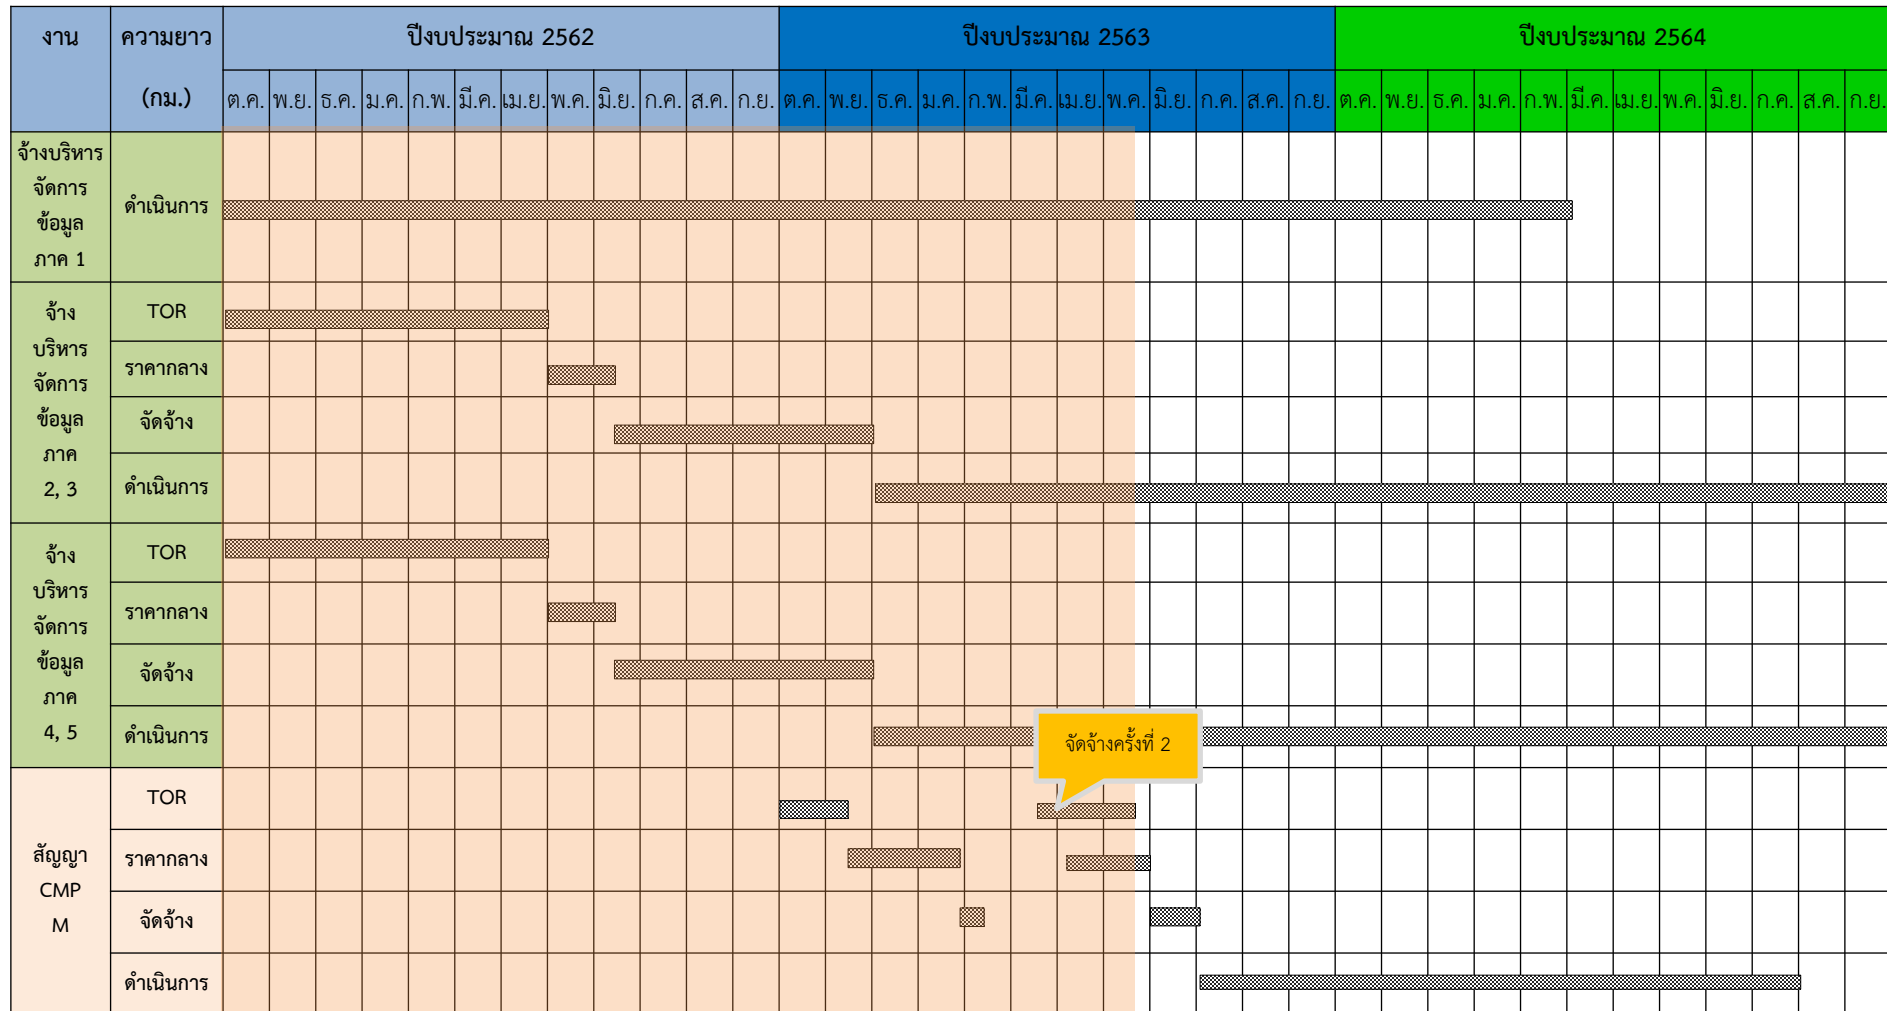 งาน
ความยาว
(กม.)
ปีงบประมาณ 2562
ปีงบประมาณ 2563
ปีงบประมาณ 2564
ต.ค. พ.ย. ธ.ค. ม.ค. ก.พ. มี.ค. เม.ย. พ.ค. มิ.ย. ก.ค. ส.ค. ก.ย. ต.ค. พ.ย. ธ.ค. ม.ค. ก.พ. มี.ค. เม.ย. พ.ค. มิ.ย. ก.ค. ส.ค. ก.ย. ต.ค. พ.ย. ธ.ค. ม.ค. ก.พ. มี.ค. เม.ย. พ.ค. มิ.ย. ก.ค. ส.ค. ก.ย.
จ้างบริหาร
จัดการ
ข้อมูล
ภาค 1
ดำเนินการ
จ้าง
บริหาร
จัดการ
ข้อมูล
ภาค
2, 3
TOR
ราคากลาง
จัดจ้าง
ดำเนินการ
จ้าง
บริหาร
จัดการ
ข้อมูล
ภาค
4, 5
TOR
ราคากลาง
จัดจ้าง
ดำเนินการ
จัดจ้างครั้งที่ 2
สัญญา
CMP
M
TOR
ราคากลาง
จัดจ้าง
ดำเนินการ